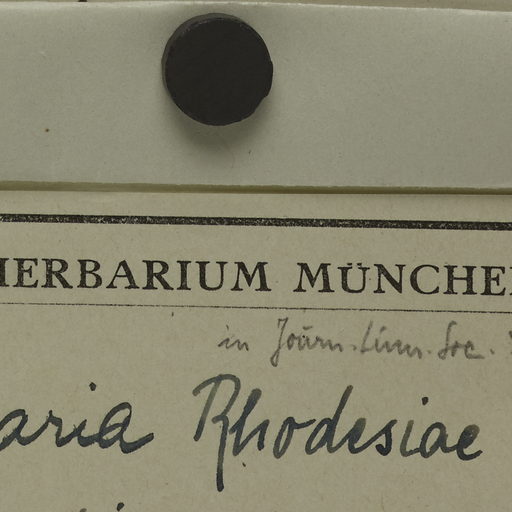 HERBARIUM MÜNCHE
in Journ. Linn. Soc.
aria Rhodesiae